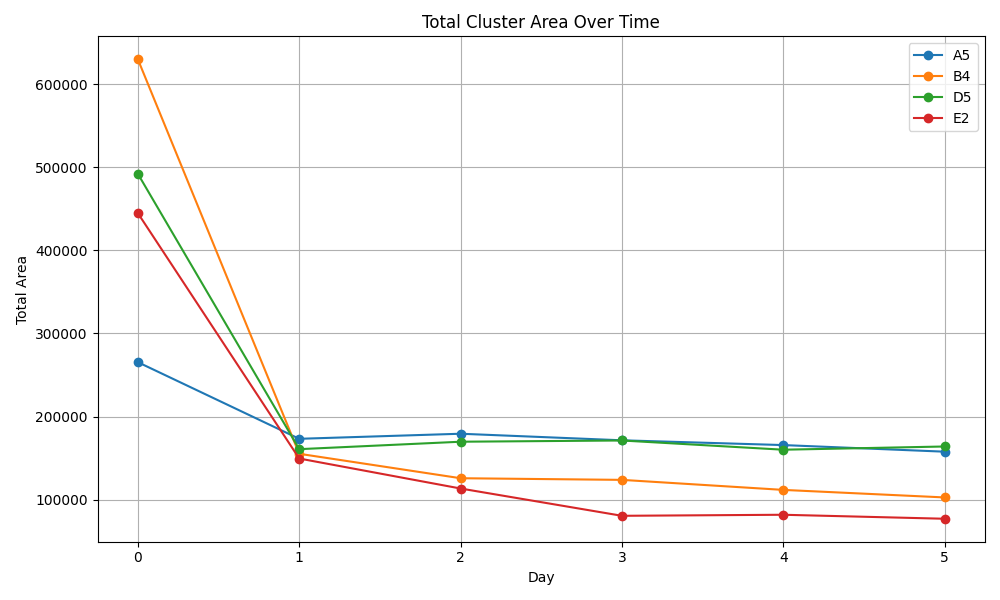 Total Cluster Area Over Time
A5
B4
D5
E2
600000
500000
400000
300000
200000
100000
Total Area
0 1 2 3 4 5
Day